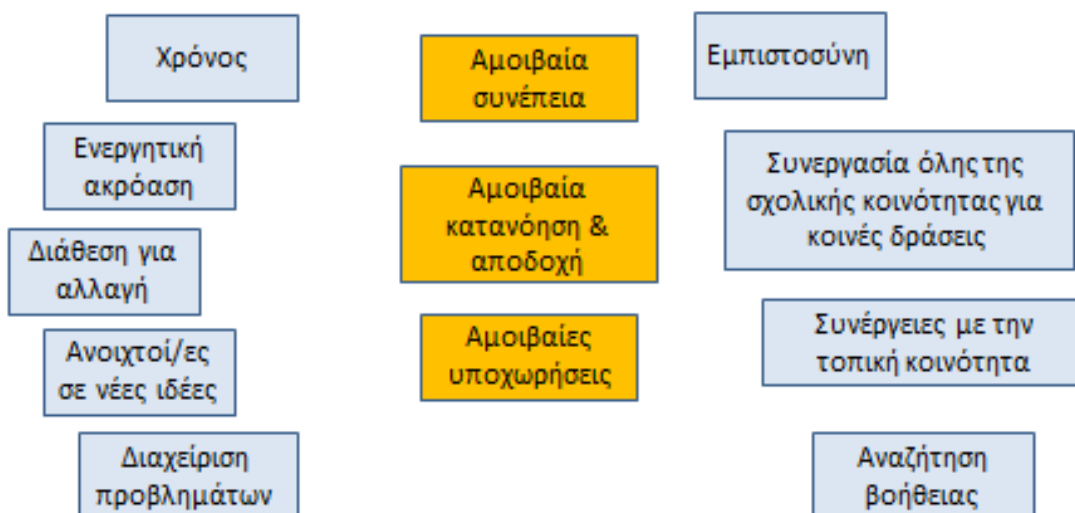 Χρόνος
Αμοιβαία
συνέπεια
Εμπιστοσύνη
Ενεργητική
ακρόαση
Αμοιβαία
κατανόηση &
αποδοχή
Συνεργασία όλης της
σχολικής κοινότητας για
κοινές δράσεις
Διάθεση για
αλλαγή
Ανοιχτοί/ες
σε νέες ιδέες
Αμοιβαίες
υποχωρήσεις
Συνέργειες με την
τοπική κοινότητα
Διαχείριση
προβλημάτων
Αναζήτηση
βοήθειας